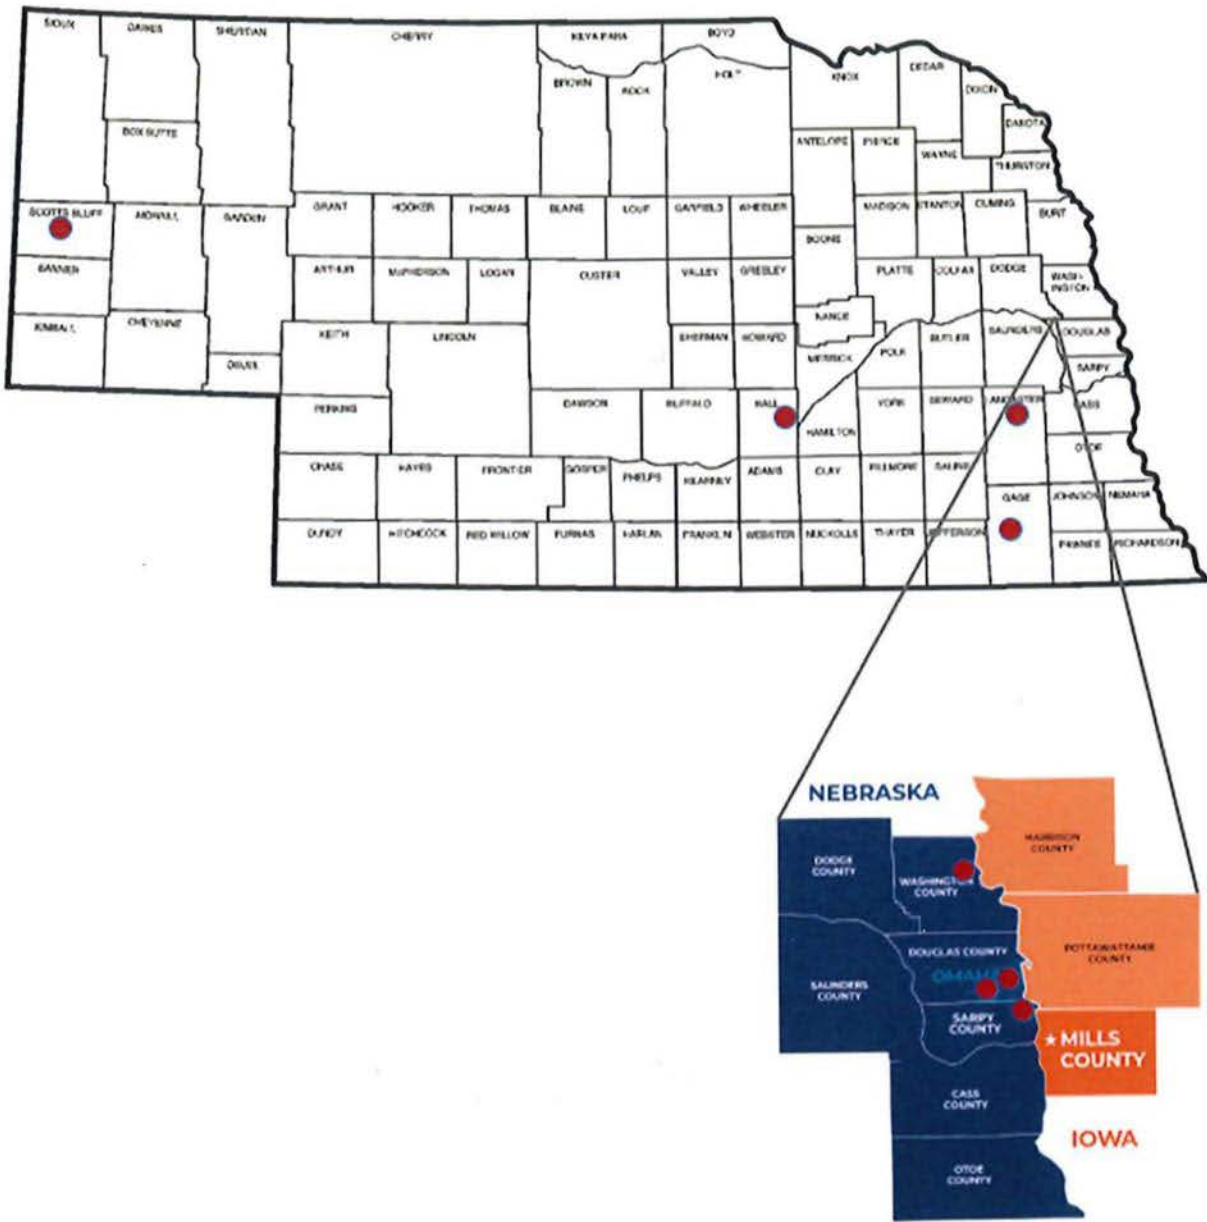 SIOUX
DAWES
SHERIDAN
CHERRY
KEYA PAHA
BOYD
BROWN
ROCK
HOLT
KNOX
CEDAR
DIXON
DAKOTA
BOX BUTTE
ANTELOPE
PIERCE
WAYNE
THURSTON
SCOTTS BLUFF
MORRILL
GARDEN
GRANT
HOOKER
THOMAS
BLAINE
LOUP
GARFIELD
WHEELER
BOONE
MADISON
STANTON
CUMING
BURT
BANNER
ARTHUR
McPHERSON
LOGAN
CUSTER
VALLEY
GREELEY
PLATTE
COLFAX
DODGE
WASH-
INGTON
KIMBALL
CHEYENNE
DEUEL
KEITH
LINCOLN
SHERMAN
HOWARD
NANCE
MERRICK
POLK
BUTLER
SAUNDERS
DOUGLAS
SARPY
PERKINS
DAWSON
BUFFALO
HALL
HAMILTON
YORK
SEWARD
LANCASTER
CASS
OTOE
CHASE
HAYES
FRONTIER
GOSPER
PHELPS
KEARNEY
ADAMS
CLAY
FILLMORE
SALINE
GAGE
JOHNSON
NEMAHA
DUNDY
HITCHCOCK
RED WILLOW
FURNAS
HARLAN
FRANKLIN
WEBSTER
NUCKOLLS
THAYER
JEFFERSON
PAWNEE
RICHARDSON
NEBRASKA
HARRISON
COUNTY
DODGE
COUNTY
WASHINGTON
COUNTY
DOUGLAS COUNTY
OMAHA
POTTAWATTAMIE
COUNTY
SAUNDERS
COUNTY
SARPY
COUNTY
★ MILLS
COUNTY
CASS
COUNTY
IOWA
OTOE
COUNTY